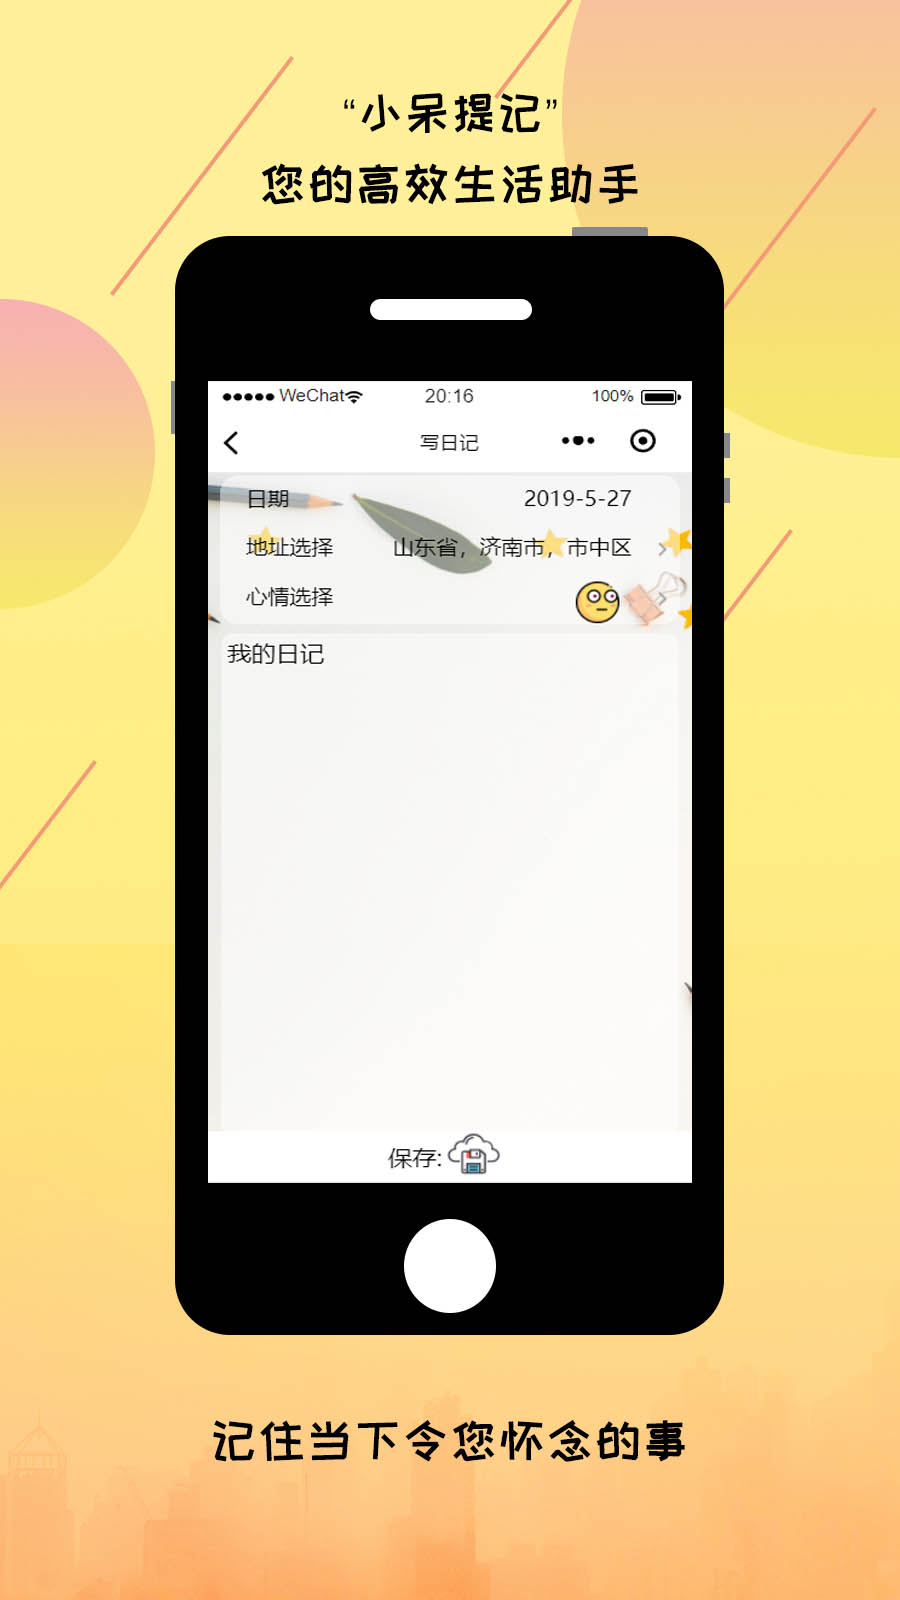 “小呆提记”
您的高效生活助手
WeChat 20:16 100%
写日记
日期 2019-5-27
地址选择 山东省，济南市，市中区
心情选择
我的日记
保存:
记住当下令您怀念的事